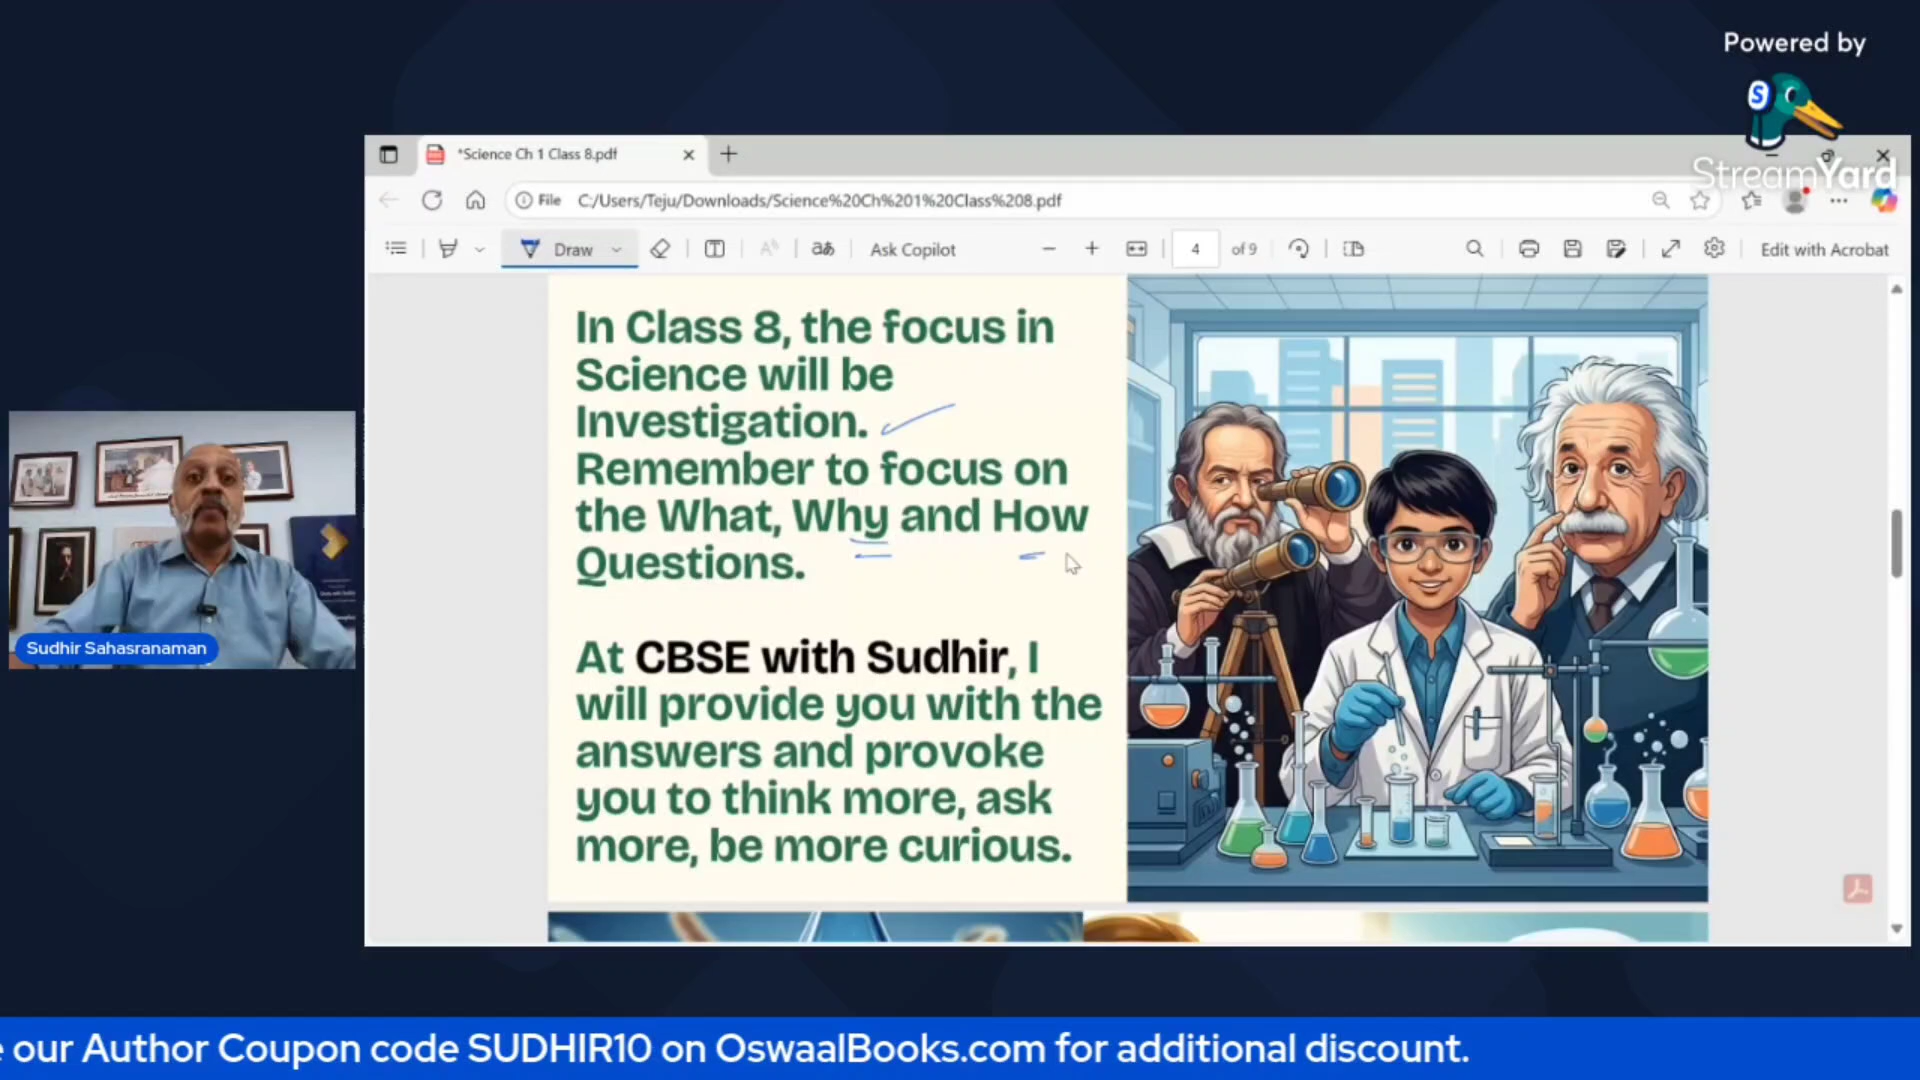 Powered by
StreamYard
*Science Ch 1 Class 8.pdf
File C:/Users/Teju/Downloads/Science%20Ch%201%20Class%208.pdf
Draw
aあ
Ask Copilot
4 of 9
Edit with Acrobat
In Class 8, the focus in
Science will be
Investigation.
Remember to focus on
the What, Why and How
Questions.
At CBSE with Sudhir, I
will provide you with the
answers and provoke
you to think more, ask
more, be more curious.
Sudhir Sahasranaman
our Author Coupon code SUDHIR10 on OswaalBooks.com for additional discount.